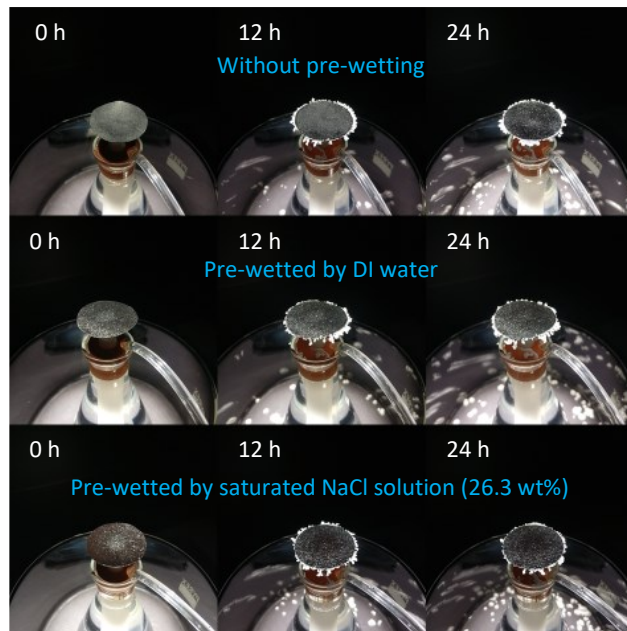 0 h 12 h 24 h
Without pre-wetting
0 h 12 h 24 h
Pre-wetted by DI water
0 h 12 h 24 h
Pre-wetted by saturated NaCl solution (26.3 wt%)